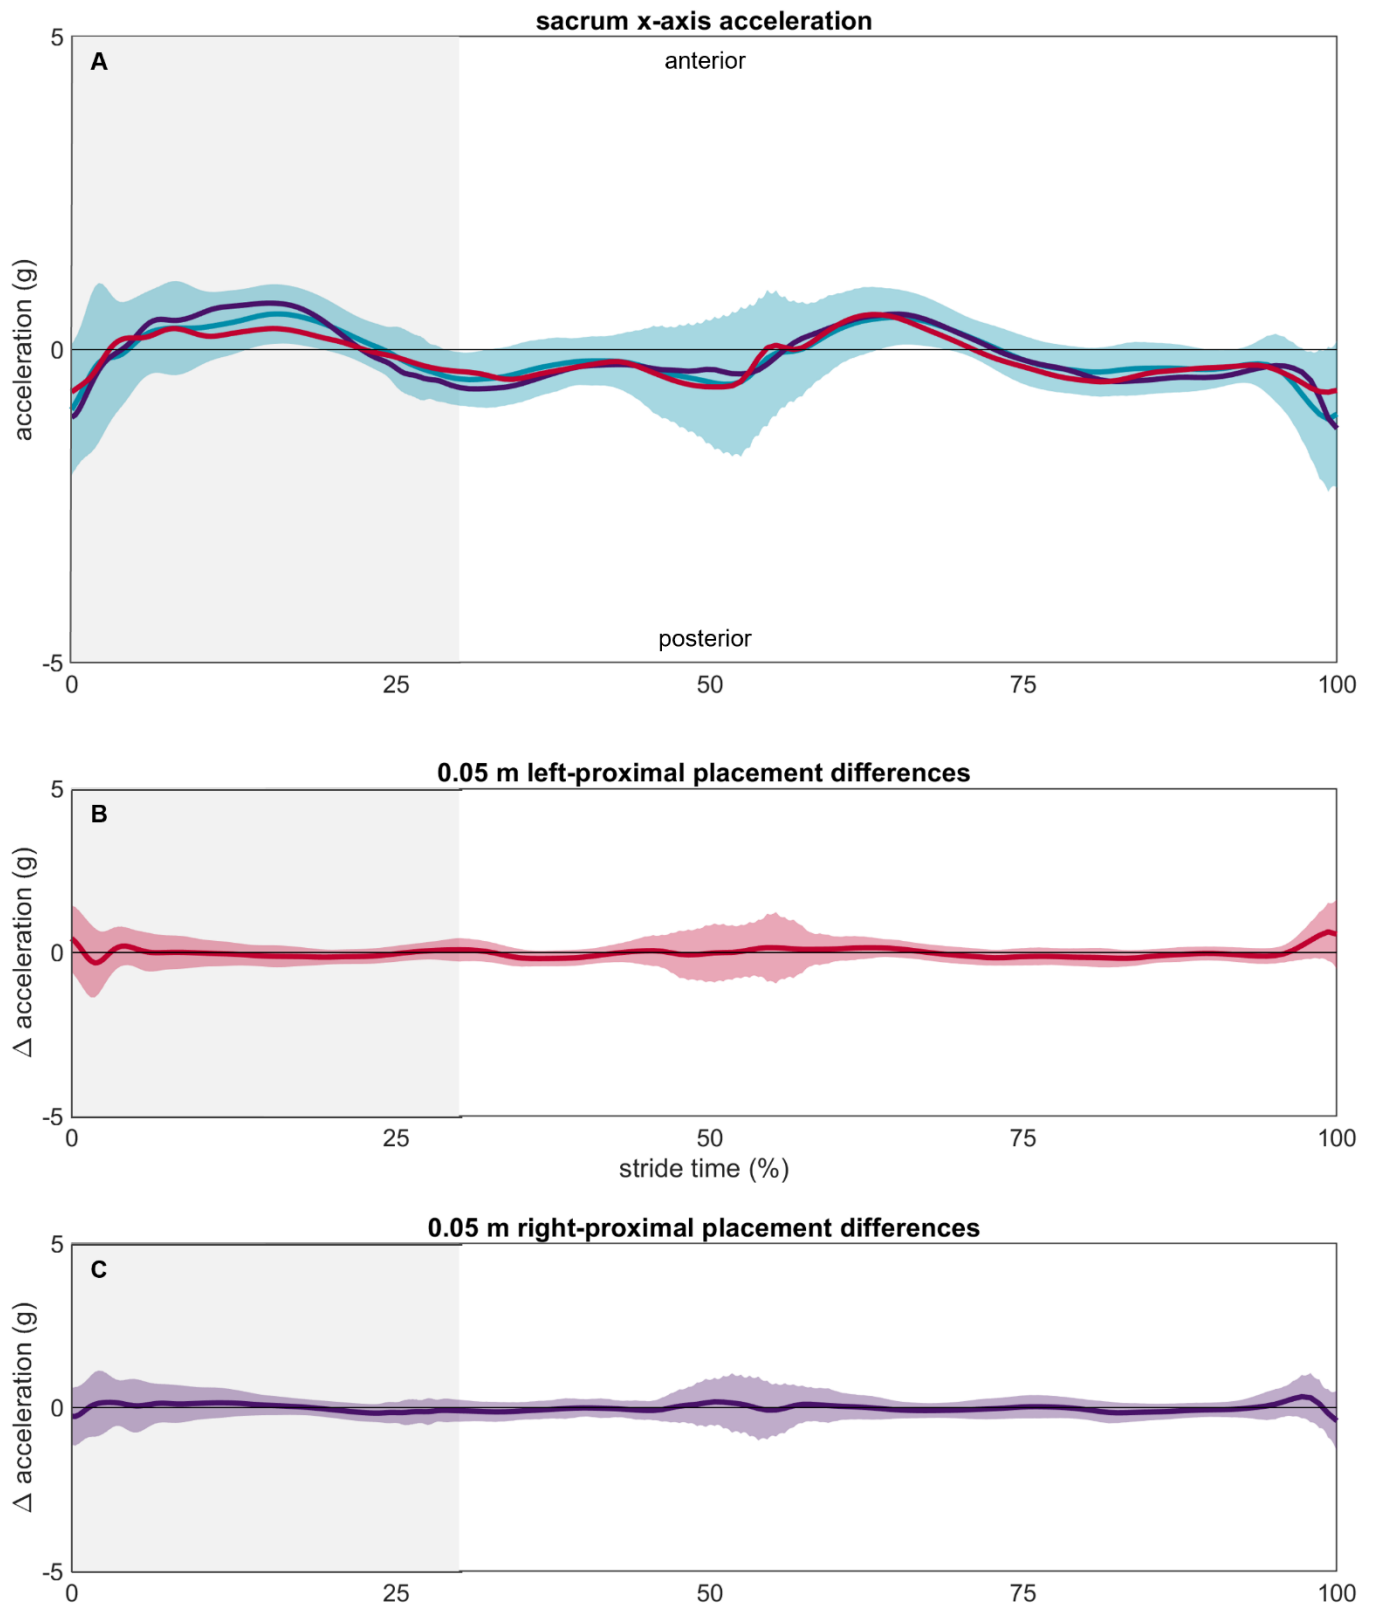 sacrum x-axis acceleration
5
A
anterior
acceleration (g)
0
posterior
-5
0 25 50 75 100
0.05 m left-proximal placement differences
5
B
Δ acceleration (g)
0
-5
0 25 50 75 100
stride time (%)
0.05 m right-proximal placement differences
5
C
Δ acceleration (g)
0
-5
0 25 50 75 100